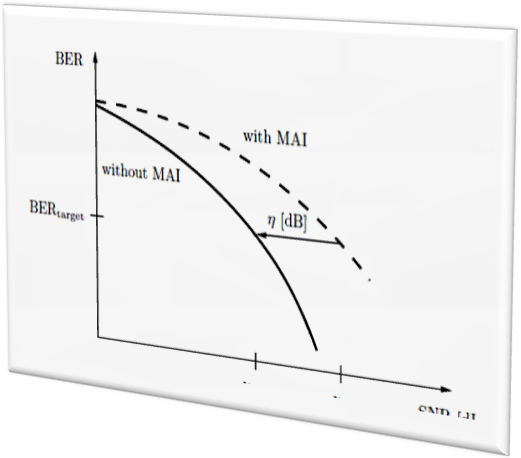 BER
with MAI
without MAI
BERtarget
η [dB]